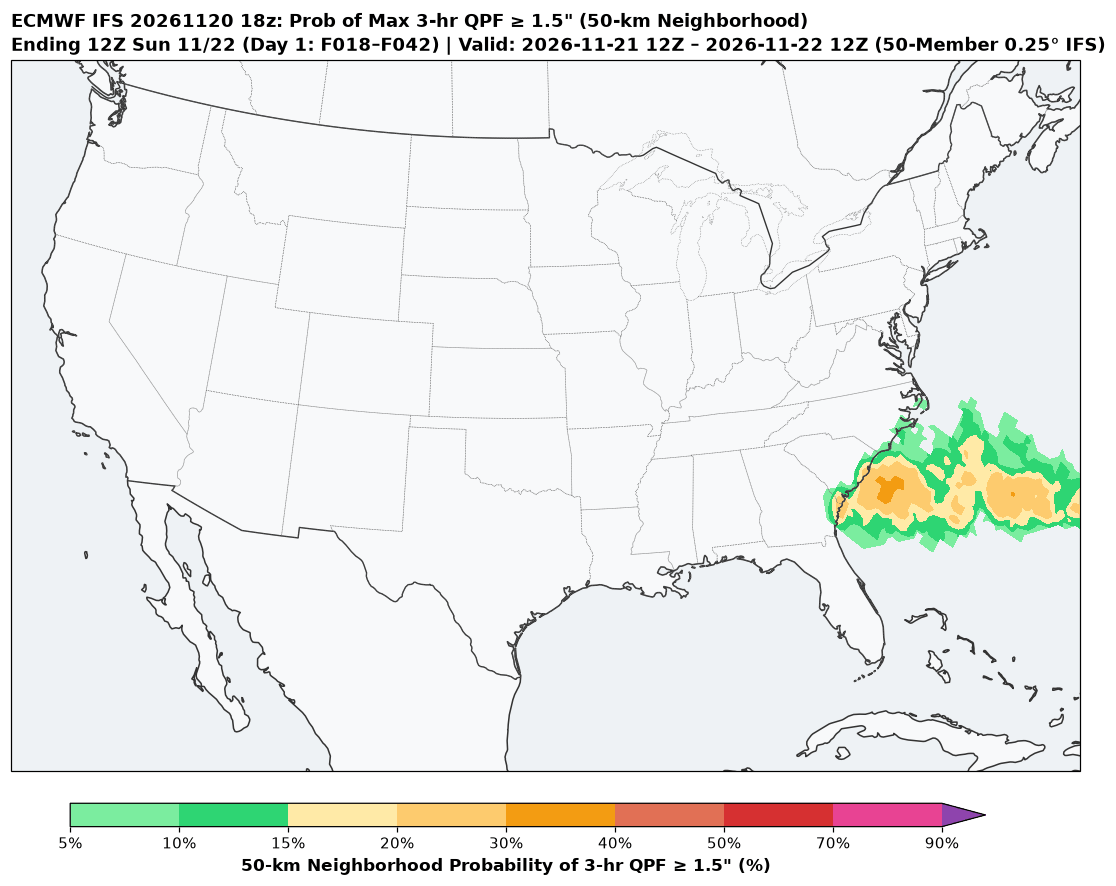 ECMWF IFS 20261120 18z: Prob of Max 3-hr QPF ≥ 1.5" (50-km Neighborhood)
Ending 12Z Sun 11/22 (Day 1: F018–F042) | Valid: 2026-11-21 12Z – 2026-11-22 12Z (50-Member 0.25° IFS)
5% 10% 15% 20% 30% 40% 50% 70% 90%
50-km Neighborhood Probability of 3-hr QPF ≥ 1.5" (%)